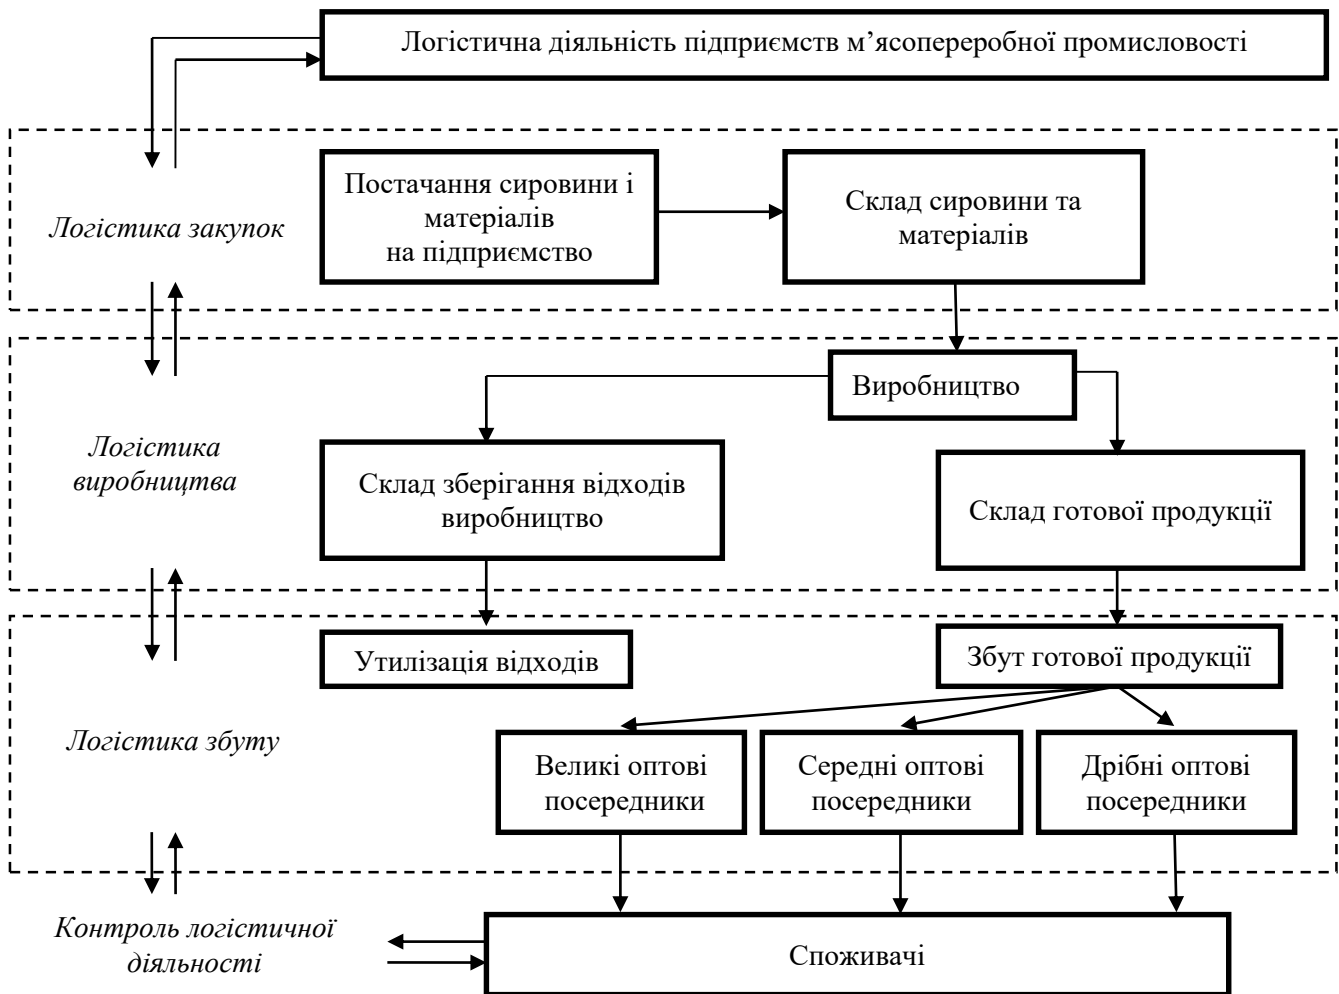 Логістична діяльність підприємств м’ясопереробної промисловості
Логістика закупок
Постачання сировини і
матеріалів
на підприємство
Склад сировини та
матеріалів
Виробництво
Логістика
виробництва
Склад зберігання відходів
виробництво
Склад готової продукції
Утилізація відходів
Збут готової продукції
Логістика збуту
Великі оптові
посередники
Середні оптові
посередники
Дрібні оптові
посередники
Контроль логістичної
діяльності
Споживачі